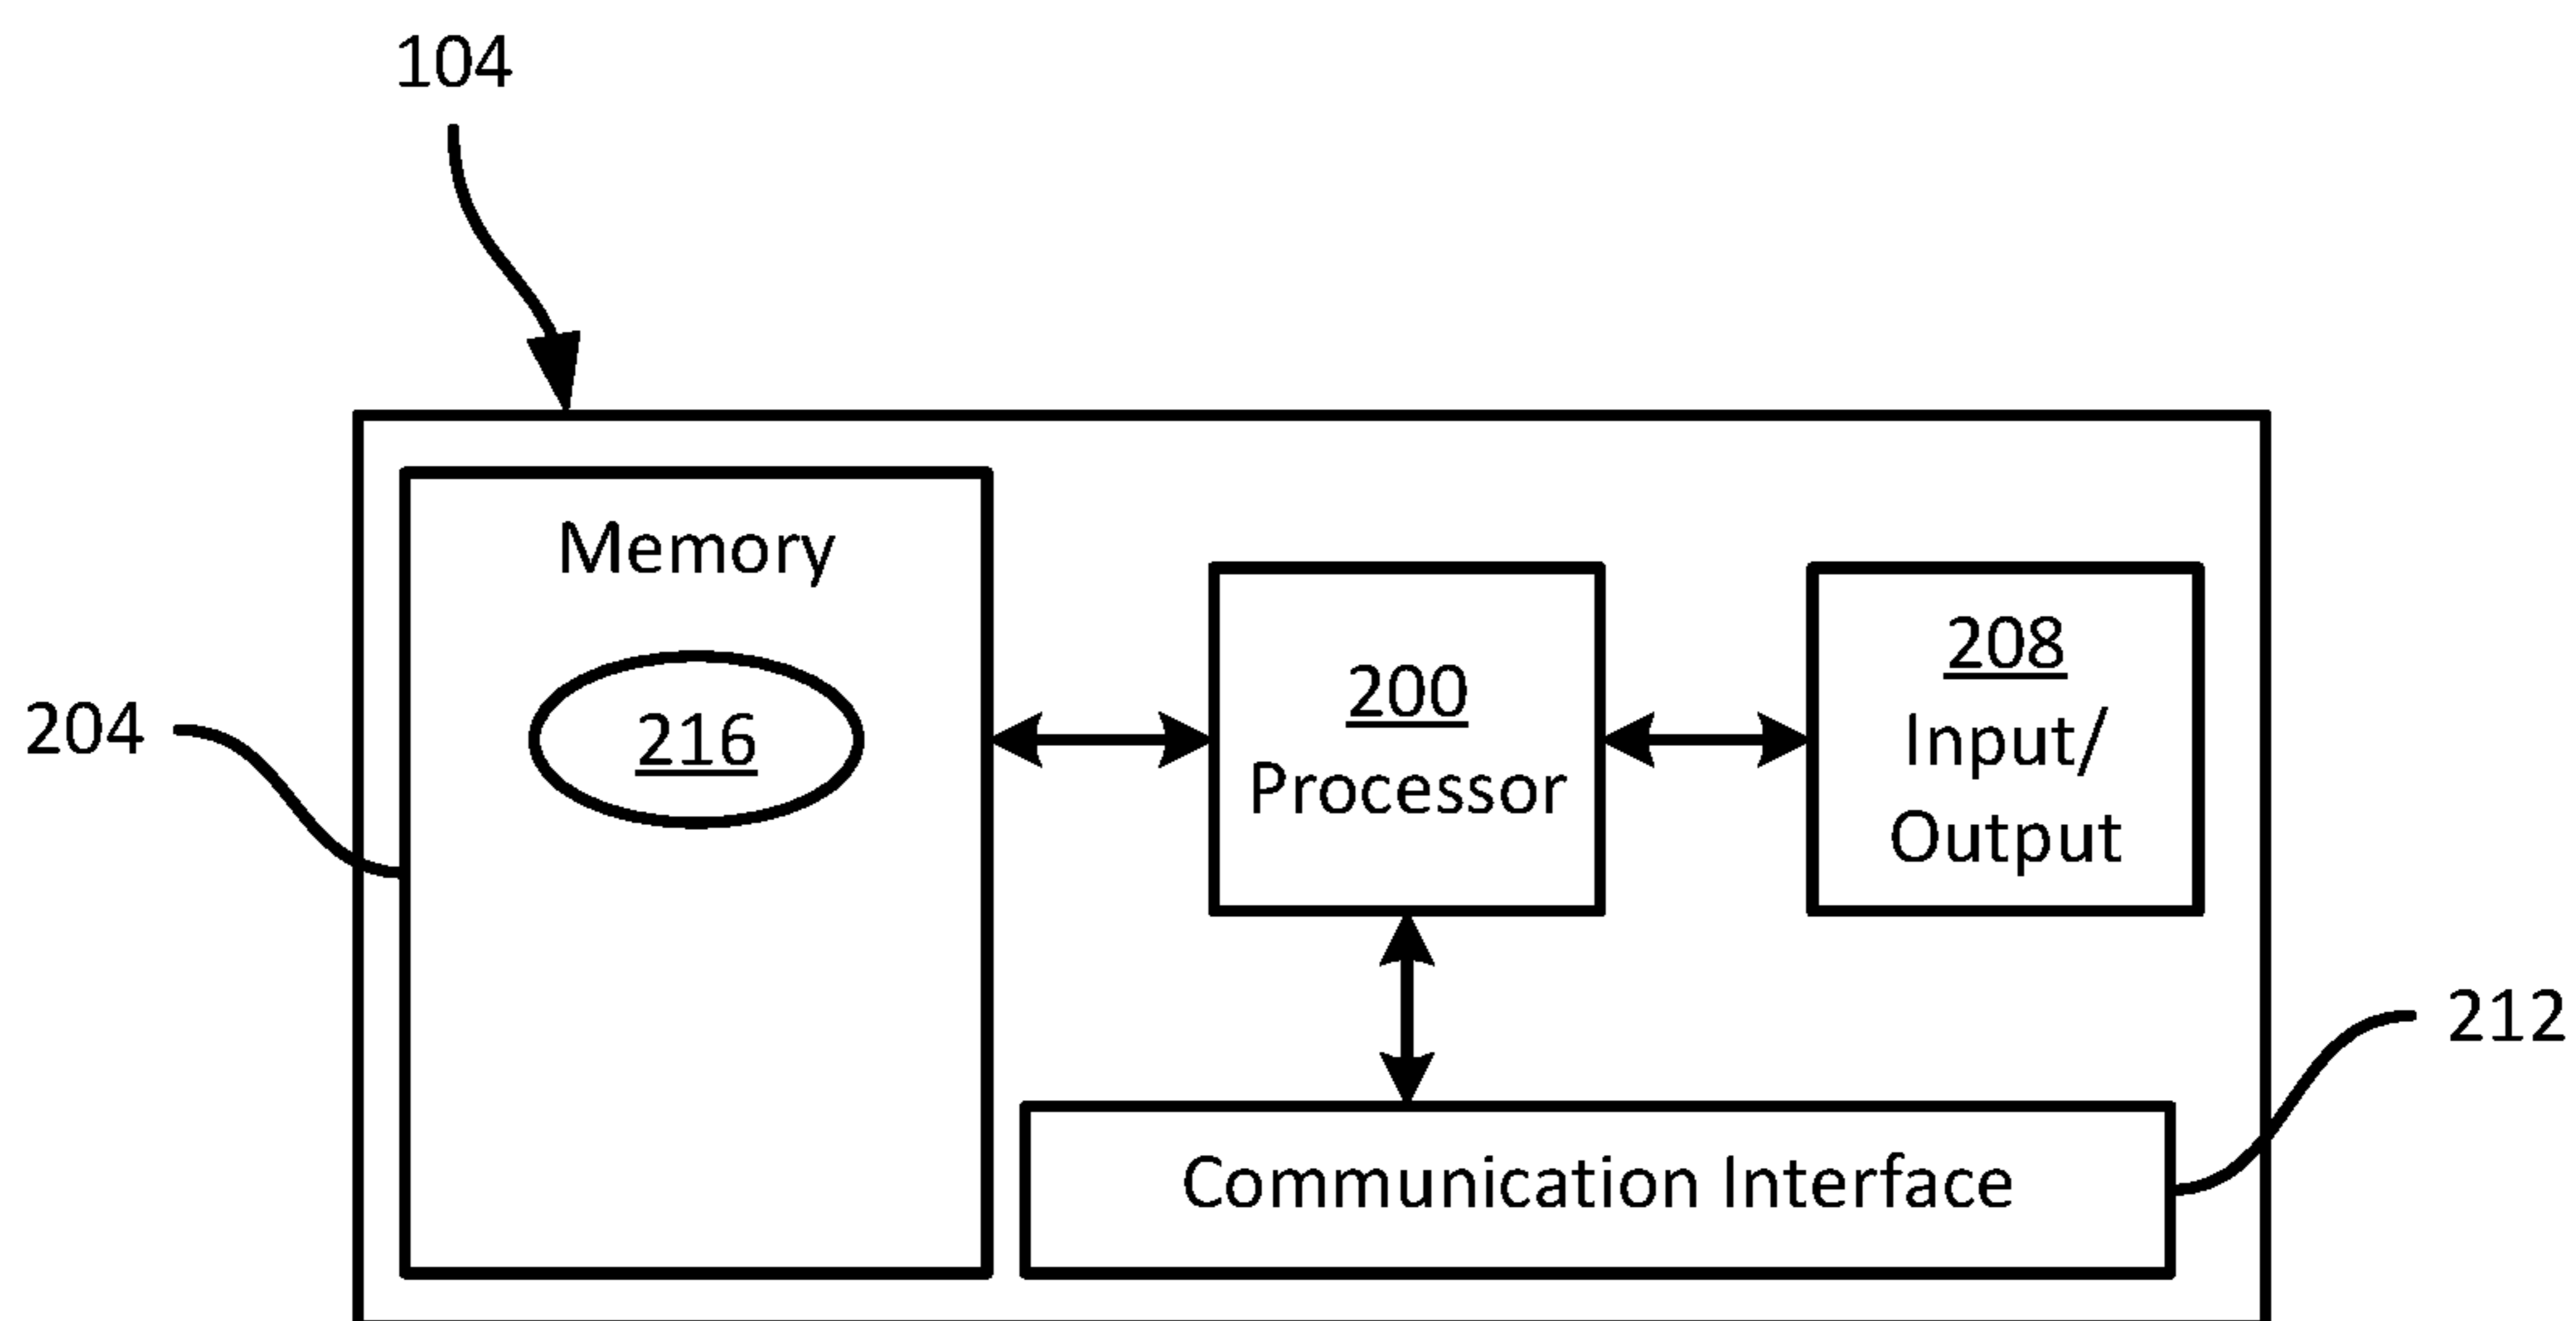 104
Memory
216
204
200
Processor
208
Input/
Output
212
Communication Interface